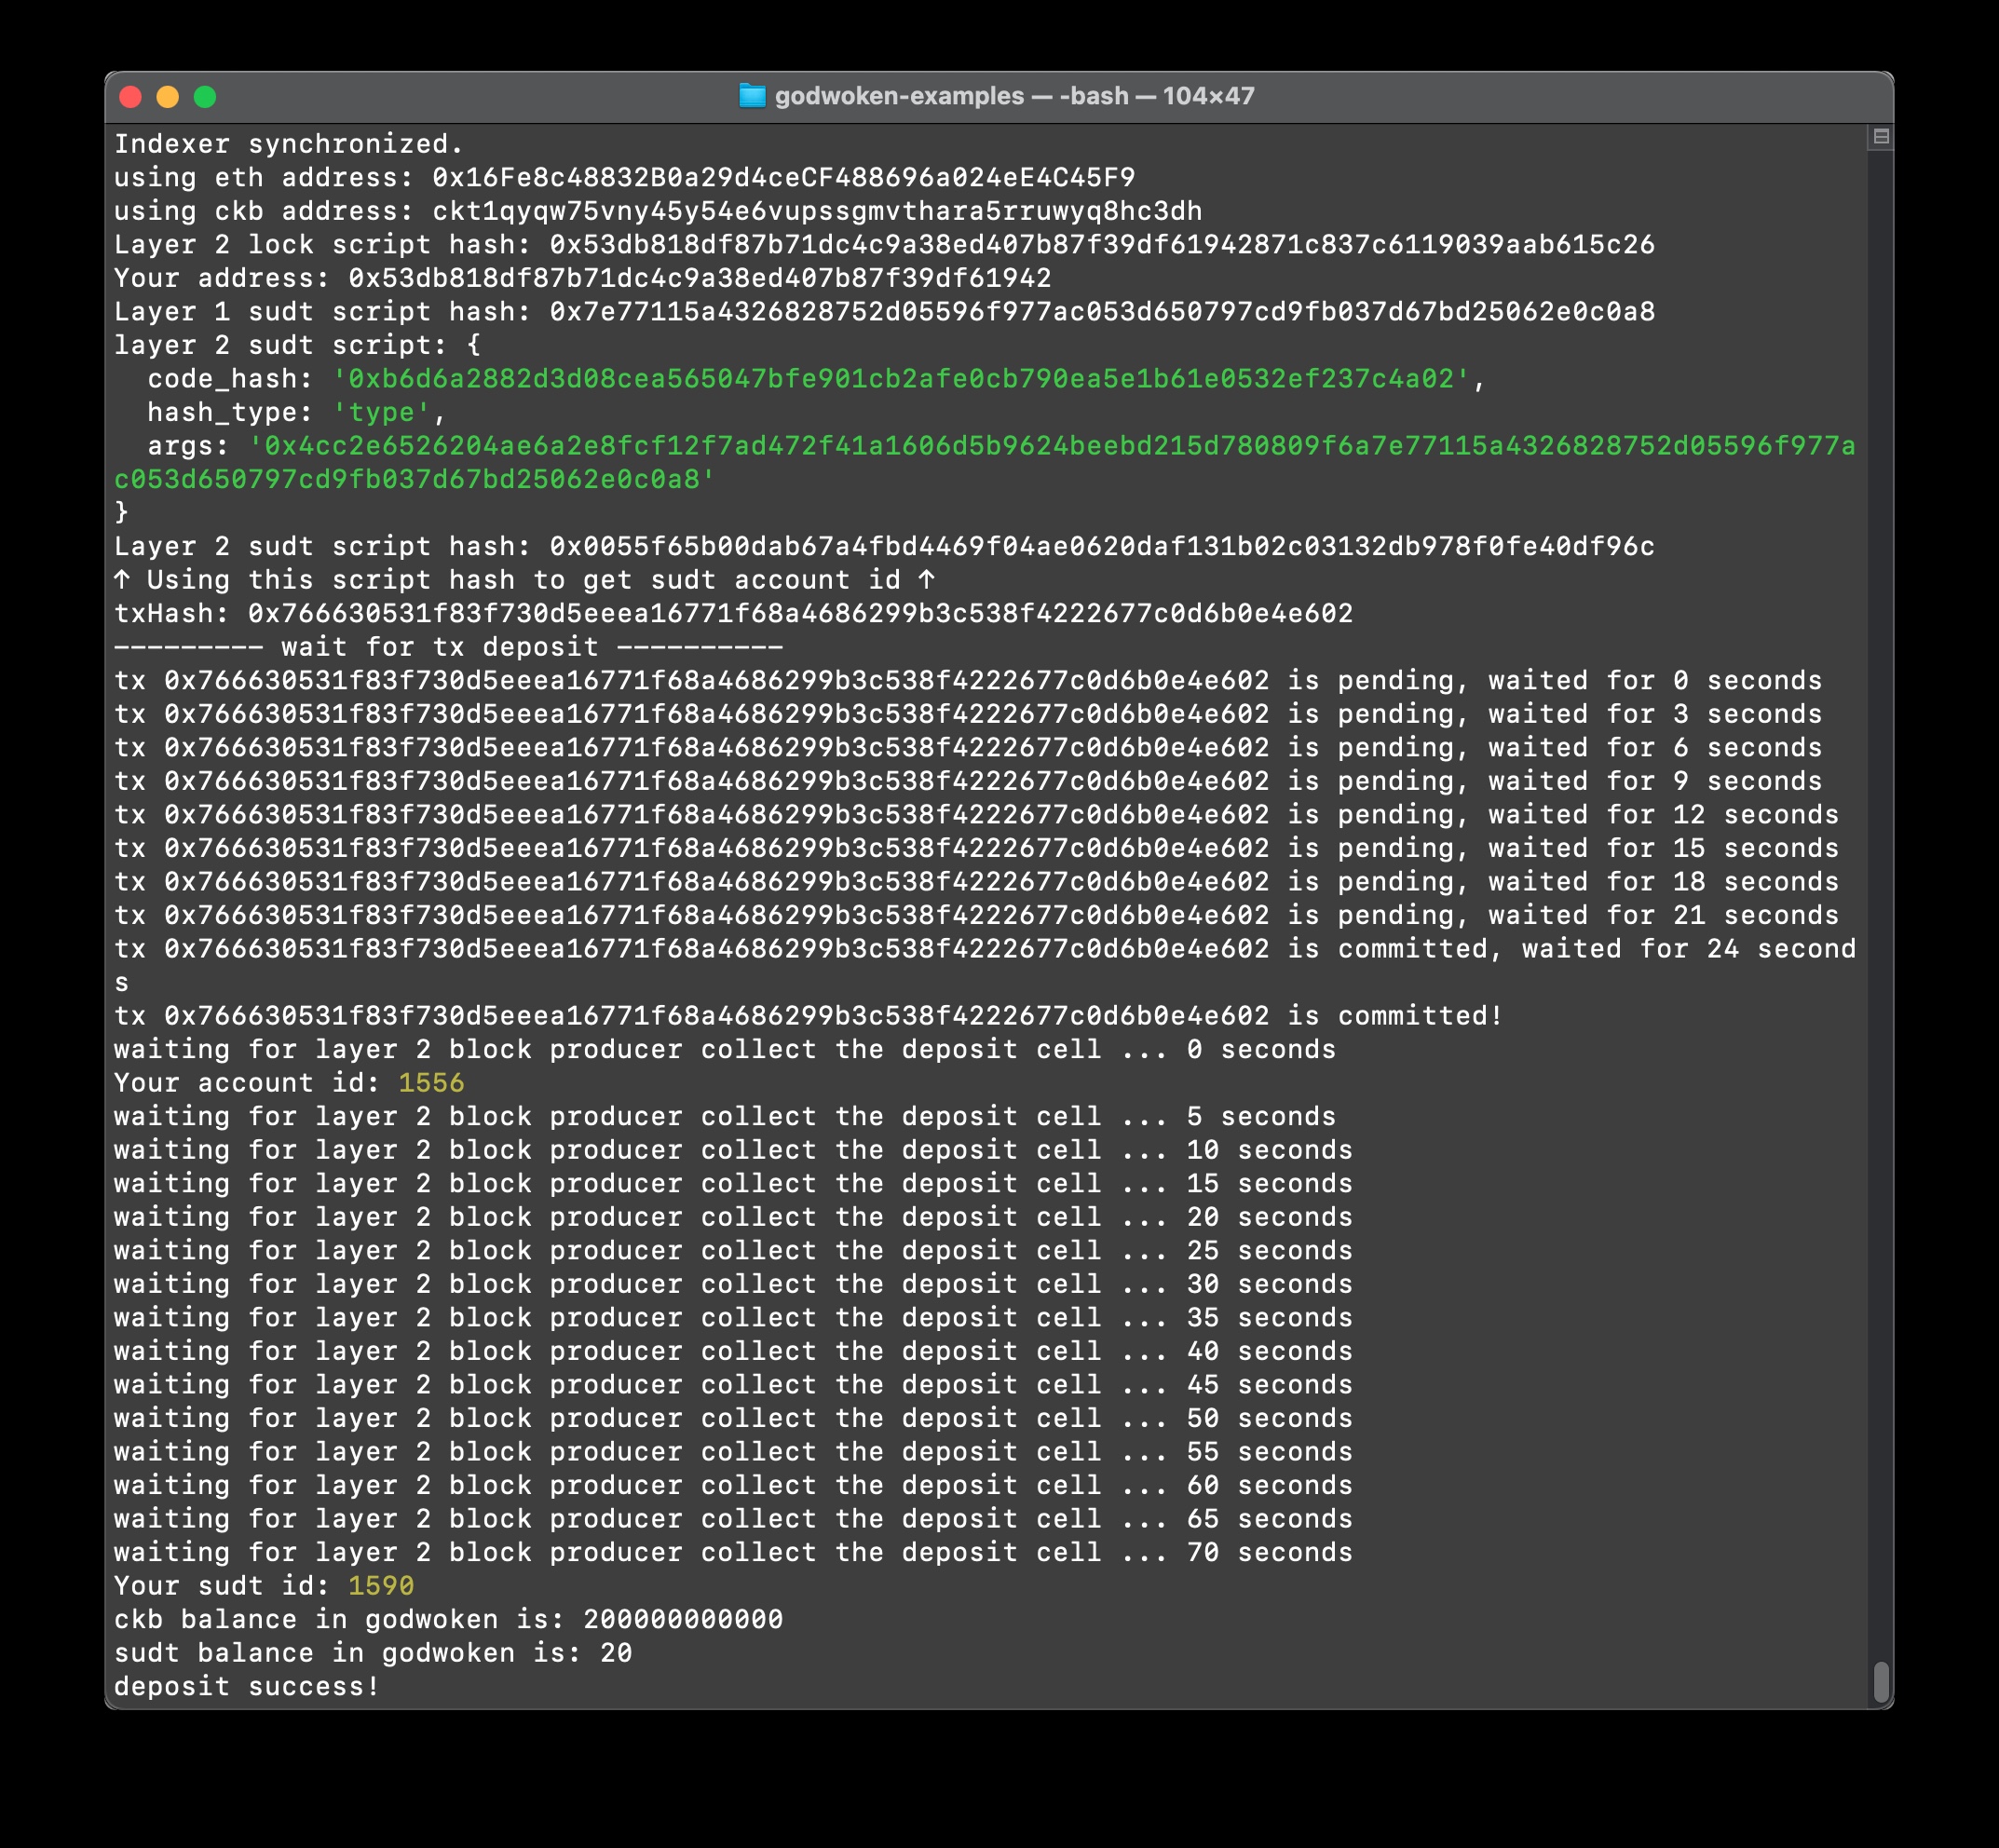 godwoken-examples — -bash — 104×47
Indexer synchronized.
using eth address: 0x16Fe8c48832B0a29d4ceCF488696a024eE4C45F9
using ckb address: ckt1qyqw75vny45y54e6vupssgmvthara5rruwyq8hc3dh
Layer 2 lock script hash: 0x53db818df87b71dc4c9a38ed407b87f39df61942871c837c6119039aab615c26
Your address: 0x53db818df87b71dc4c9a38ed407b87f39df61942
Layer 1 sudt script hash: 0x7e77115a4326828752d05596f977ac053d650797cd9fb037d67bd25062e0c0a8
layer 2 sudt script: {
  code_hash: '0xb6d6a2882d3d08cea565047bfe901cb2afe0cb790ea5e1b61e0532ef237c4a02',
  hash_type: 'type',
  args: '0x4cc2e6526204ae6a2e8fcf12f7ad472f41a1606d5b9624beebd215d780809f6a7e77115a4326828752d05596f977a
c053d650797cd9fb037d67bd25062e0c0a8'
}
Layer 2 sudt script hash: 0x0055f65b00dab67a4fbd4469f04ae0620daf131b02c03132db978f0fe40df96c
↑ Using this script hash to get sudt account id ↑
txHash: 0x766630531f83f730d5eeea16771f68a4686299b3c538f4222677c0d6b0e4e602
--------- wait for tx deposit ----------
tx 0x766630531f83f730d5eeea16771f68a4686299b3c538f4222677c0d6b0e4e602 is pending, waited for 0 seconds
tx 0x766630531f83f730d5eeea16771f68a4686299b3c538f4222677c0d6b0e4e602 is pending, waited for 3 seconds
tx 0x766630531f83f730d5eeea16771f68a4686299b3c538f4222677c0d6b0e4e602 is pending, waited for 6 seconds
tx 0x766630531f83f730d5eeea16771f68a4686299b3c538f4222677c0d6b0e4e602 is pending, waited for 9 seconds
tx 0x766630531f83f730d5eeea16771f68a4686299b3c538f4222677c0d6b0e4e602 is pending, waited for 12 seconds
tx 0x766630531f83f730d5eeea16771f68a4686299b3c538f4222677c0d6b0e4e602 is pending, waited for 15 seconds
tx 0x766630531f83f730d5eeea16771f68a4686299b3c538f4222677c0d6b0e4e602 is pending, waited for 18 seconds
tx 0x766630531f83f730d5eeea16771f68a4686299b3c538f4222677c0d6b0e4e602 is pending, waited for 21 seconds
tx 0x766630531f83f730d5eeea16771f68a4686299b3c538f4222677c0d6b0e4e602 is committed, waited for 24 second
s
tx 0x766630531f83f730d5eeea16771f68a4686299b3c538f4222677c0d6b0e4e602 is committed!
waiting for layer 2 block producer collect the deposit cell ... 0 seconds
Your account id: 1556
waiting for layer 2 block producer collect the deposit cell ... 5 seconds
waiting for layer 2 block producer collect the deposit cell ... 10 seconds
waiting for layer 2 block producer collect the deposit cell ... 15 seconds
waiting for layer 2 block producer collect the deposit cell ... 20 seconds
waiting for layer 2 block producer collect the deposit cell ... 25 seconds
waiting for layer 2 block producer collect the deposit cell ... 30 seconds
waiting for layer 2 block producer collect the deposit cell ... 35 seconds
waiting for layer 2 block producer collect the deposit cell ... 40 seconds
waiting for layer 2 block producer collect the deposit cell ... 45 seconds
waiting for layer 2 block producer collect the deposit cell ... 50 seconds
waiting for layer 2 block producer collect the deposit cell ... 55 seconds
waiting for layer 2 block producer collect the deposit cell ... 60 seconds
waiting for layer 2 block producer collect the deposit cell ... 65 seconds
waiting for layer 2 block producer collect the deposit cell ... 70 seconds
Your sudt id: 1590
ckb balance in godwoken is: 200000000000
sudt balance in godwoken is: 20
deposit success!